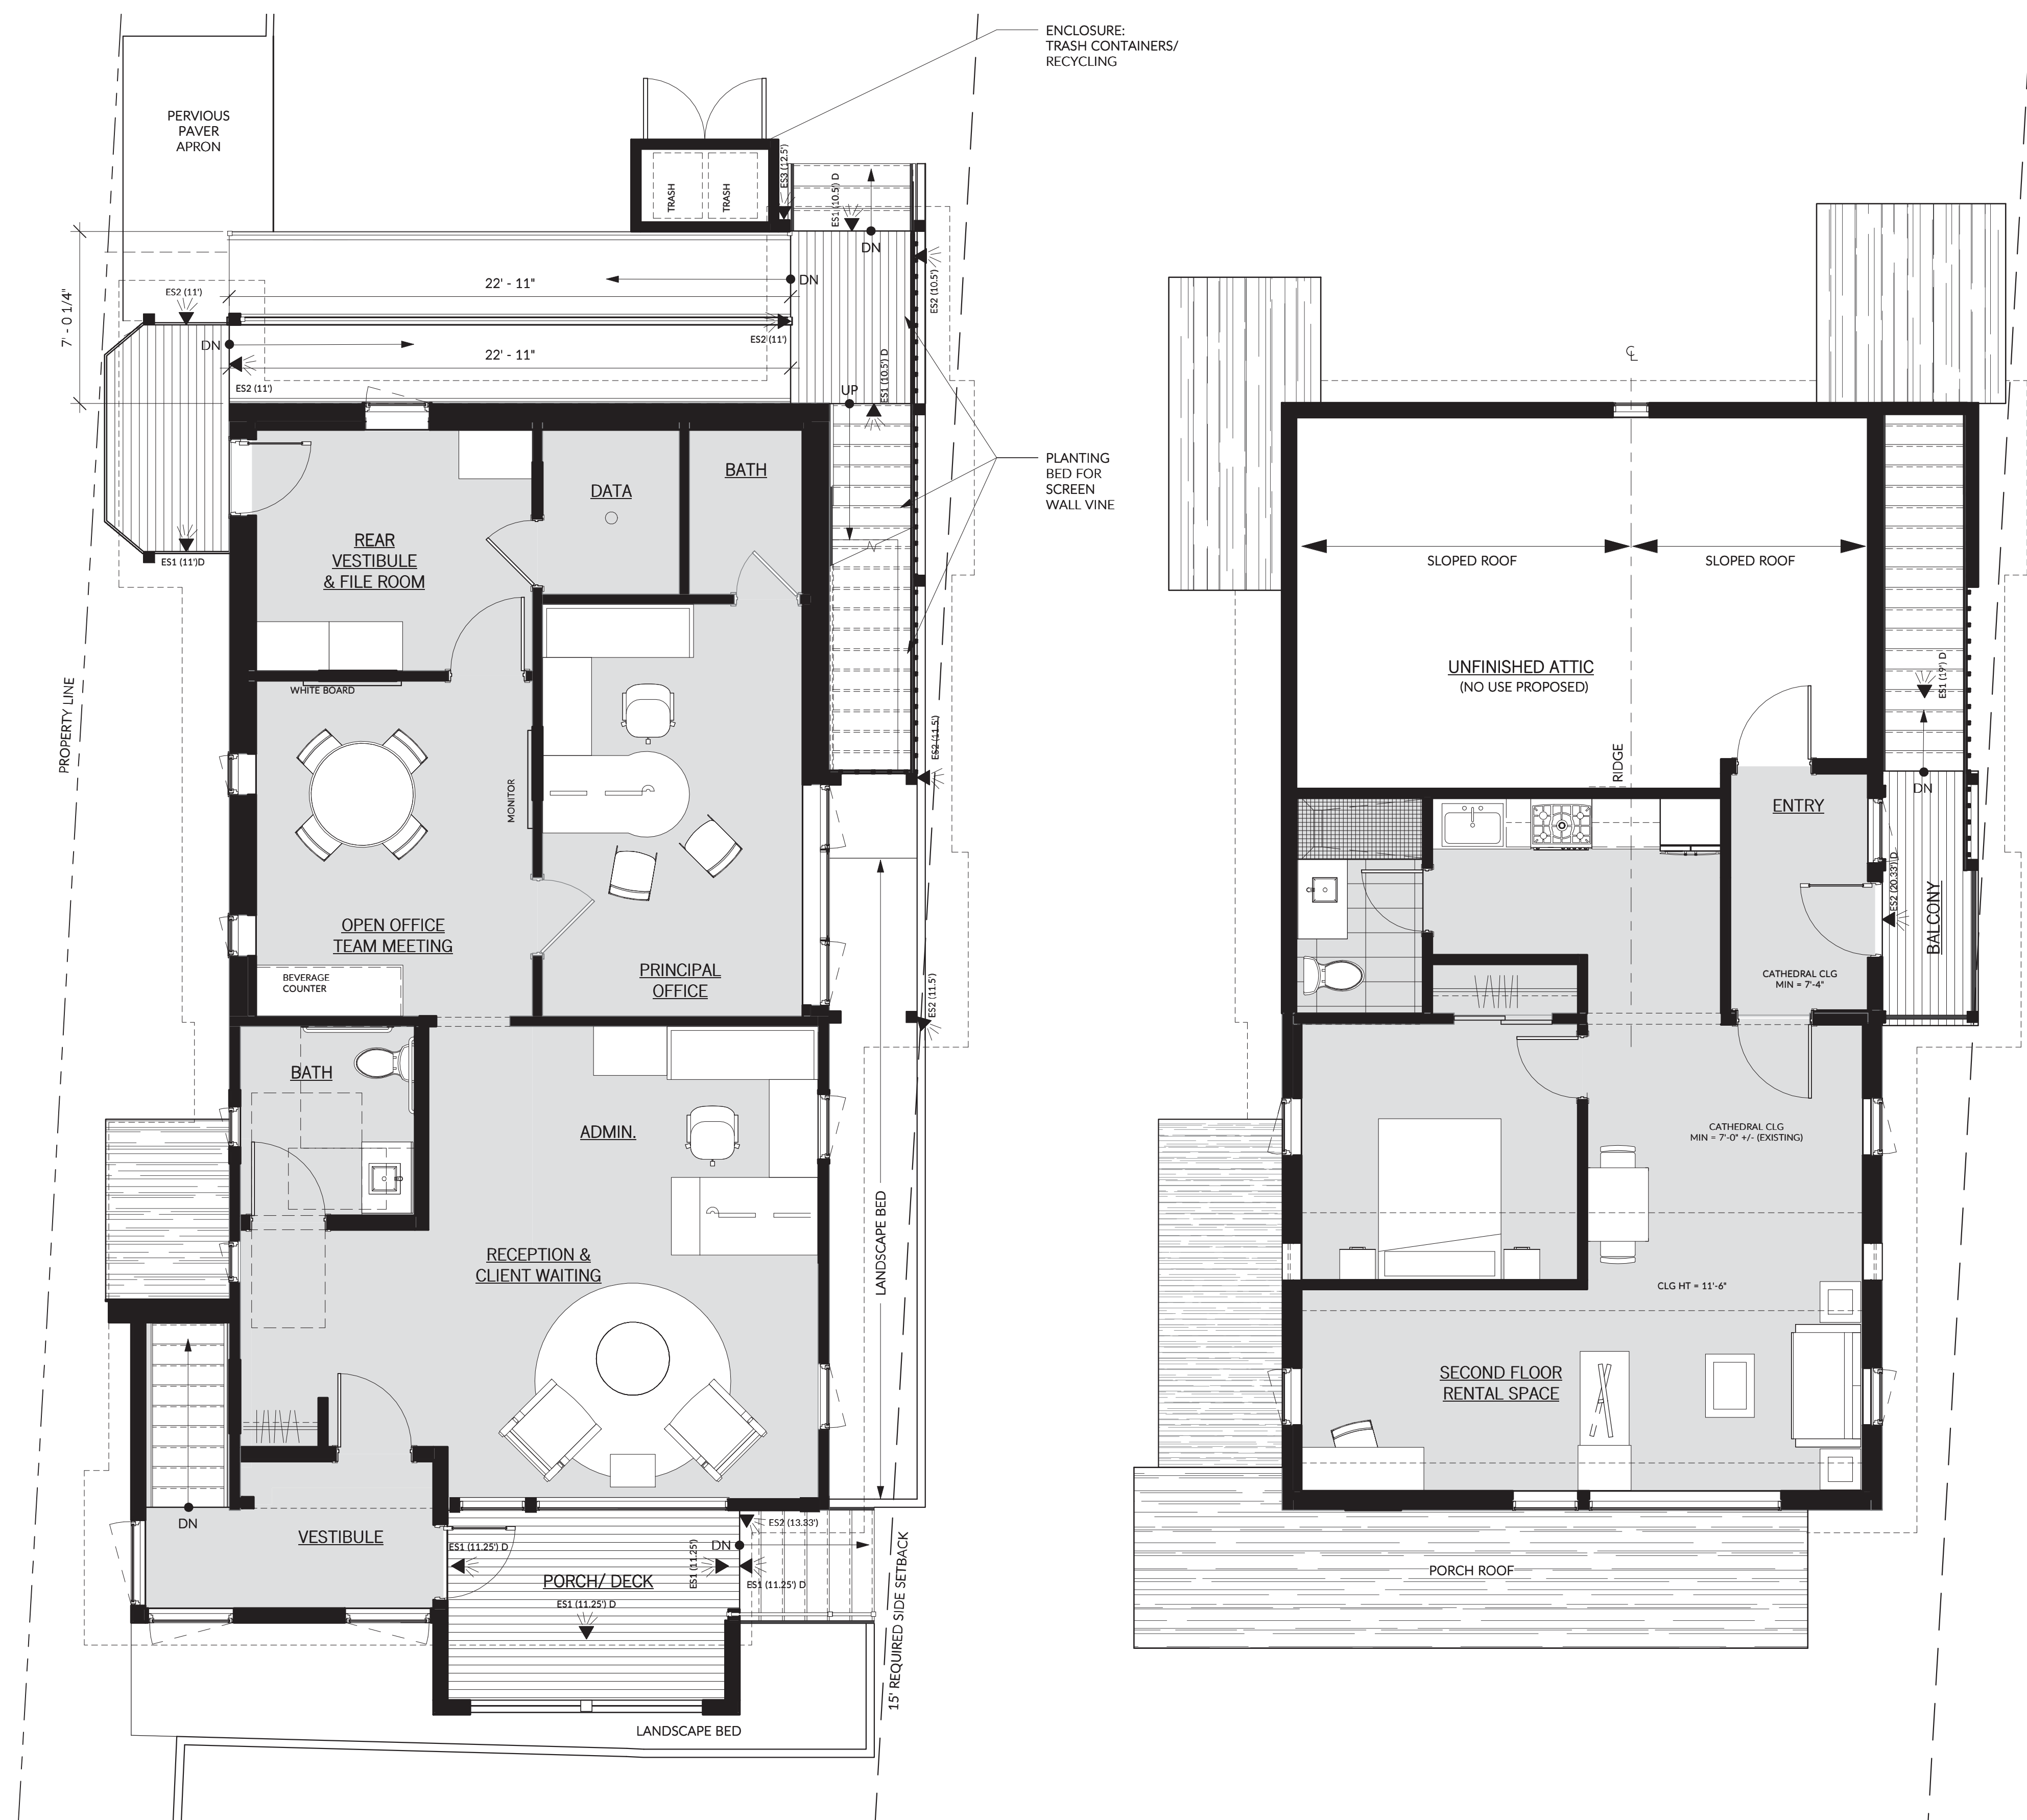 ENCLOSURE:
TRASH CONTAINERS/
RECYCLING
PERVIOUS
PAVER
APRON
TRASH
TRASH
ES3 (12.5')
ES1 (10.5') D
DN
22' - 11"
DN
ES2 (10.5')
7' - 0 1/4"
ES2 (11')
DN
ES2 (11')
22' - 11"
ES2 (11')
UP
ES1 (10.5') D
ES1 (11')D
PLANTING
BED FOR
SCREEN
WALL VINE
BATH
DATA
REAR
VESTIBULE
& FILE ROOM
PROPERTY LINE
WHITE BOARD
MONITOR
ES2 (11.5')
OPEN OFFICE
TEAM MEETING
BEVERAGE
COUNTER
PRINCIPAL
OFFICE
ES2 (11.5')
BATH
ADMIN.
LANDSCAPE BED
RECEPTION &
CLIENT WAITING
DN
VESTIBULE
ES1 (11.25') D
ES1 (11.25')
DN
ES2 (13.33')
ES1 (11.25') D
PORCH/ DECK
ES1 (11.25') D
15' REQUIRED SIDE SETBACK
LANDSCAPE BED
CL
SLOPED ROOF
SLOPED ROOF
UNFINISHED ATTIC
(NO USE PROPOSED)
RIDGE
ES1 (19') D
DN
ENTRY
ES2 (20.33') D
BALCONY
CATHEDRAL CLG
MIN = 7'-4"
CATHEDRAL CLG
MIN = 7'-0" +/- (EXISTING)
CLG HT = 11'-6"
SECOND FLOOR
RENTAL SPACE
PORCH ROOF